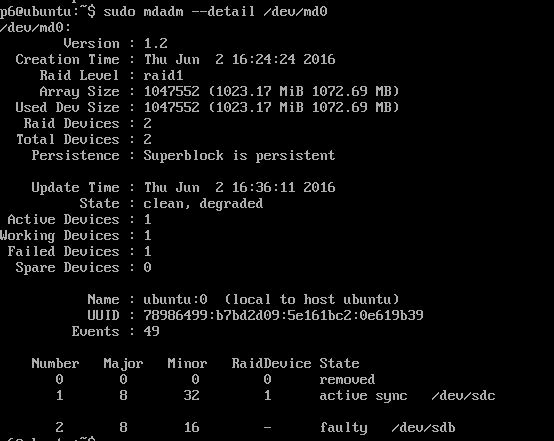 p6@ubuntu:~$ sudo mdadm --detail /dev/md0
/dev/md0:
Version : 1.2
Creation Time : Thu Jun  2 16:24:24 2016
Raid Level : raid1
Array Size : 1047552 (1023.17 MiB 1072.69 MB)
Used Dev Size : 1047552 (1023.17 MiB 1072.69 MB)
Raid Devices : 2
Total Devices : 2
Persistence : Superblock is persistent
Update Time : Thu Jun  2 16:36:11 2016
State : clean, degraded
Active Devices : 1
Working Devices : 1
Failed Devices : 1
Spare Devices : 0
Name : ubuntu:0  (local to host ubuntu)
UUID : 78986499:b7bd2d09:5e161bc2:0e619b39
Events : 49
Number   Major   Minor   RaidDevice State
0        0        0        0      removed
1        8       32        1      active sync   /dev/sdc
2        8       16        -      faulty   /dev/sdb
p6@ubuntu:~$